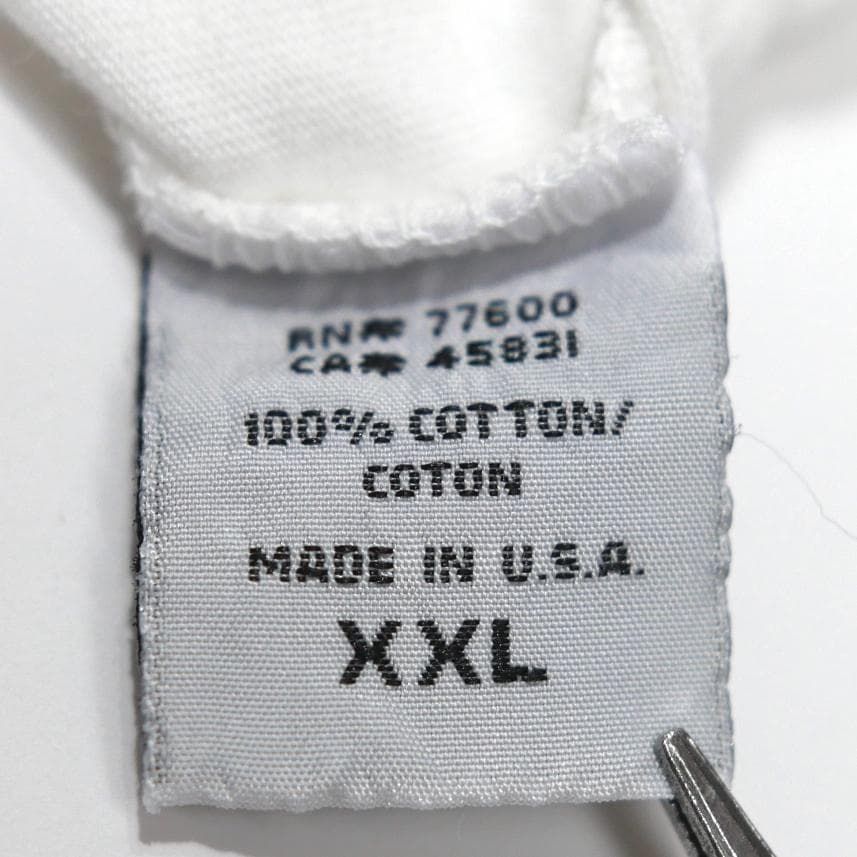 RN# 77600
CA# 45831
100% COTTON/
COTON
MADE IN U.S.A.
XXL